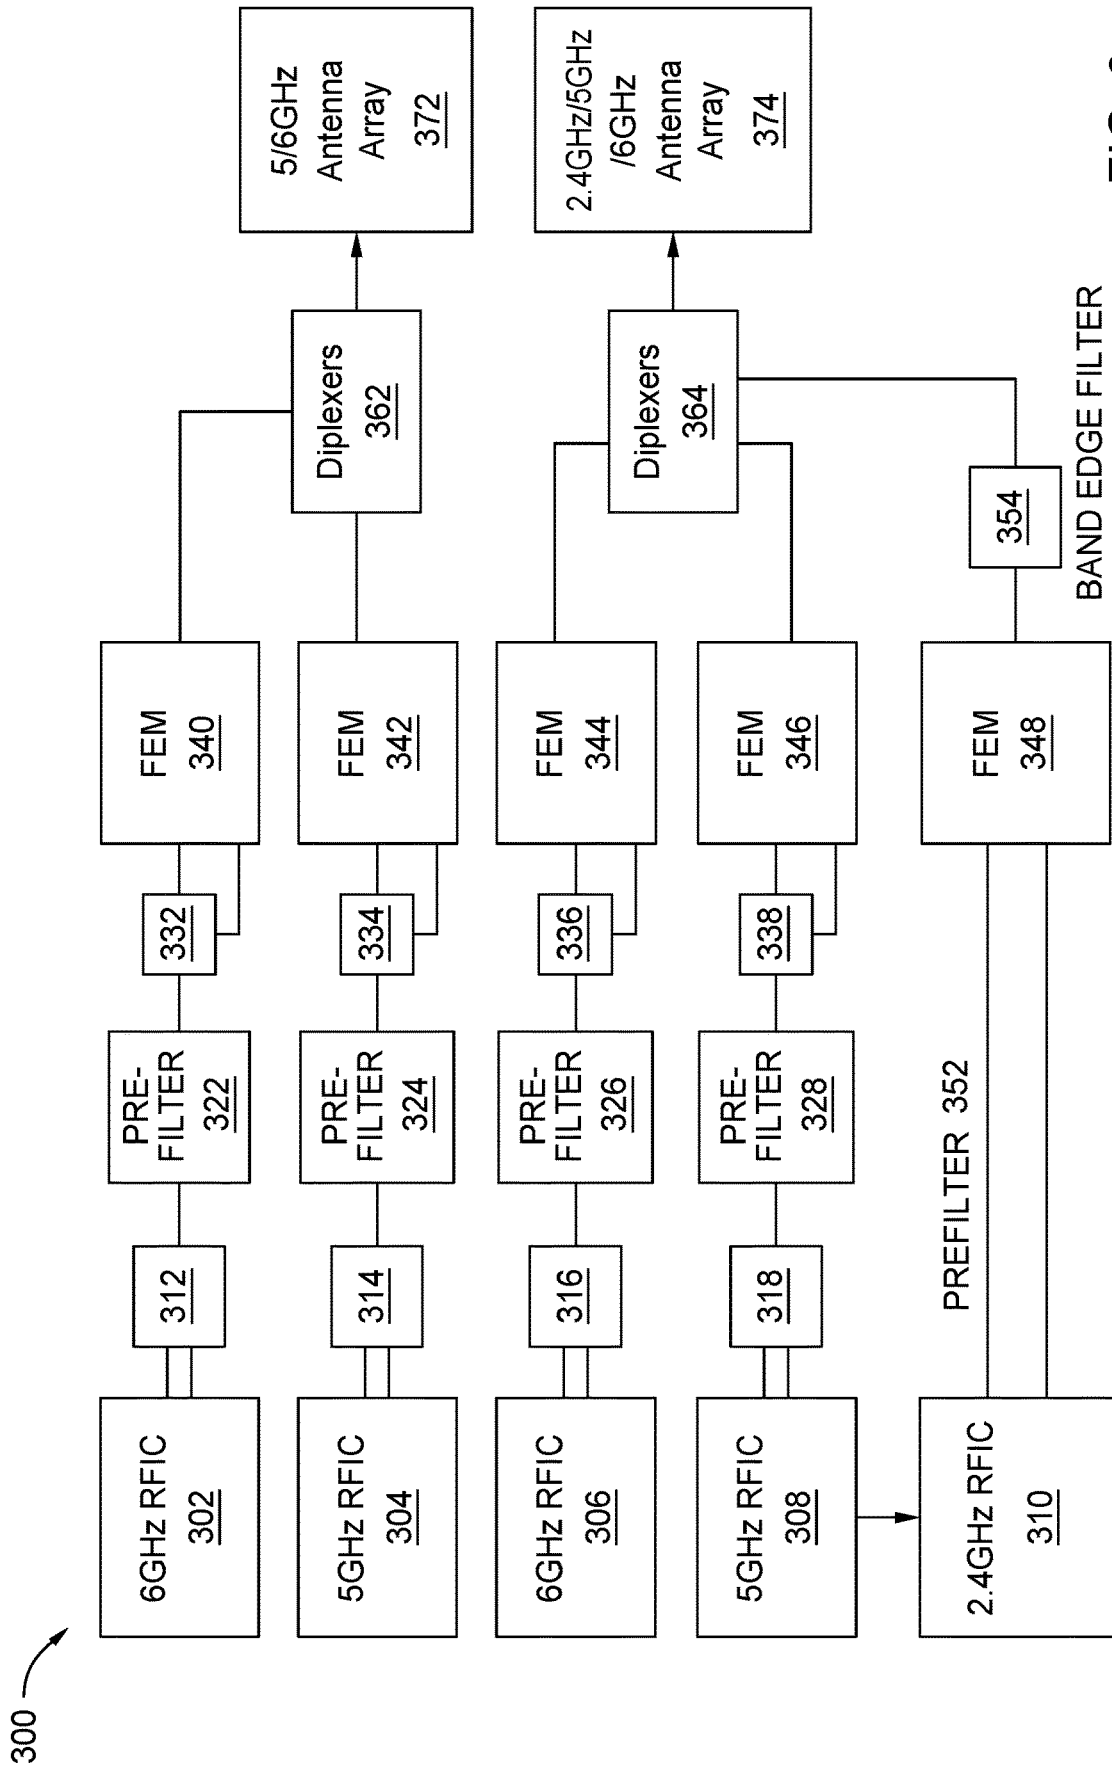 300
6GHz RFIC
302
312
PRE-
FILTER
322
332
FEM
340
5GHz RFIC
304
314
PRE-
FILTER
324
334
FEM
342
Diplexers
362
5/6GHz
Antenna
Array
372
6GHz RFIC
306
316
PRE-
FILTER
326
336
FEM
344
5GHz RFIC
308
318
PRE-
FILTER
328
338
FEM
346
Diplexers
364
2.4GHz/5GHz
/6GHz
Antenna
Array
374
2.4GHz RFIC
310
PREFILTER 352
FEM
348
354
BAND EDGE FILTER